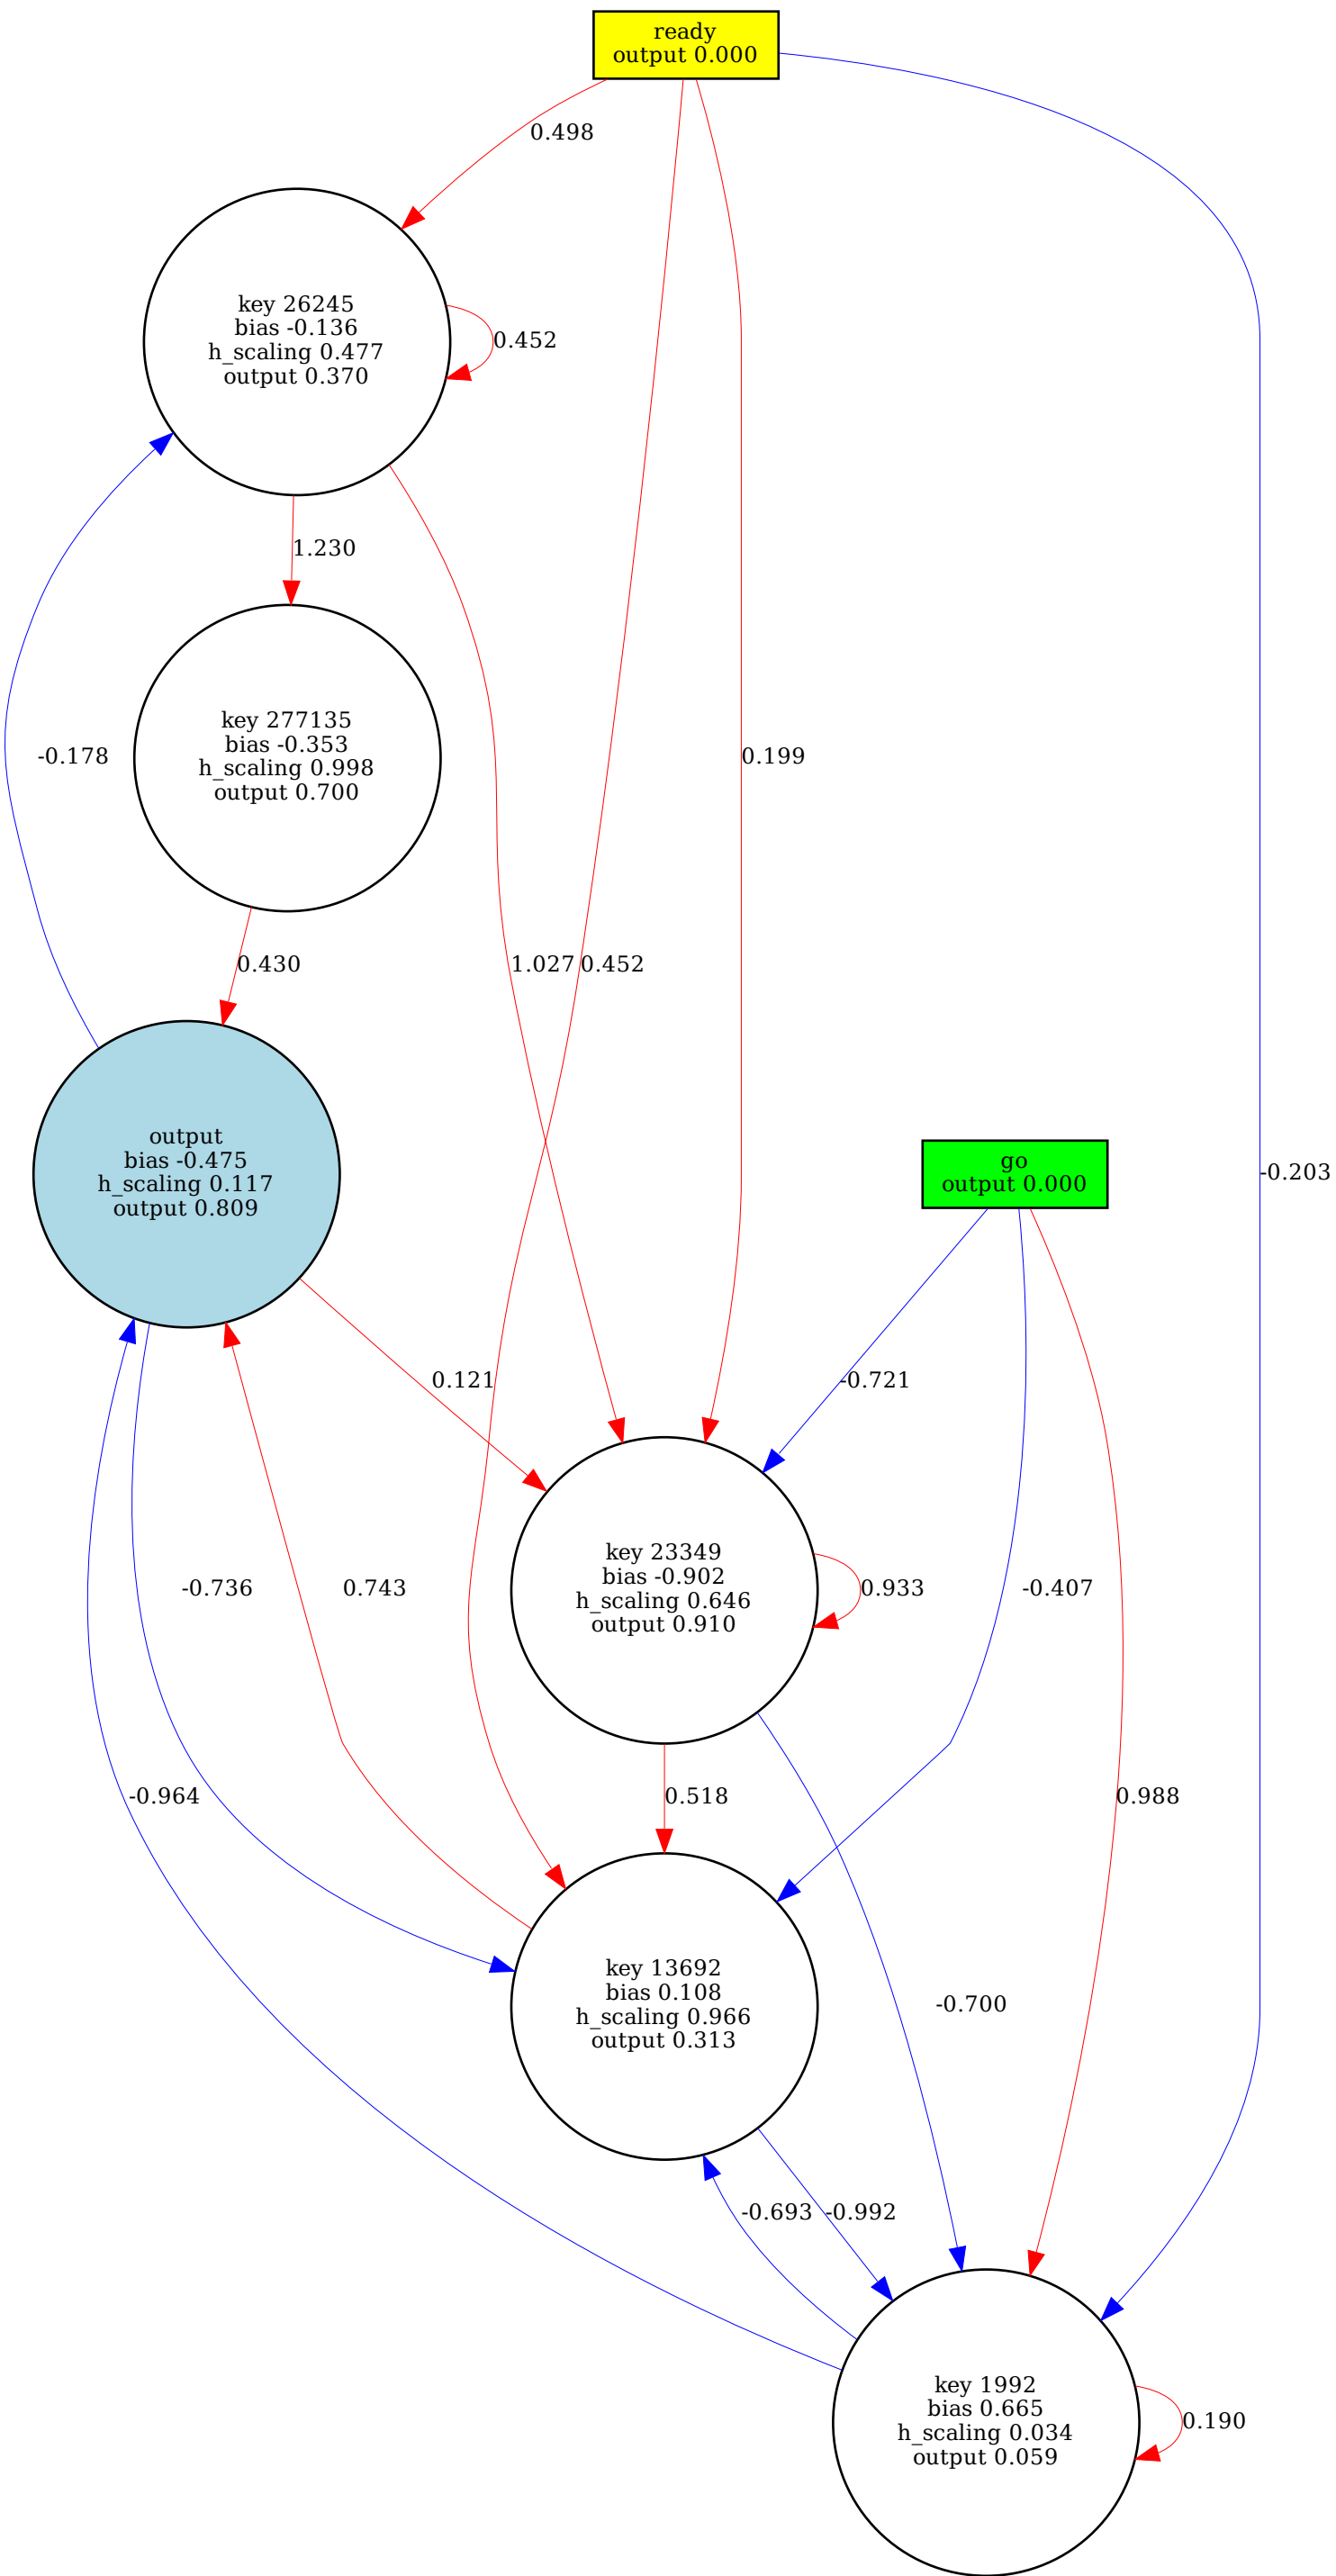 ready
output 0.000
0.498
key 26245
bias -0.136
h_scaling 0.477
output 0.370
0.452
1.230
key 277135
bias -0.353
h_scaling 0.998
output 0.700
-0.178
0.199
0.430
1.027
0.452
output
bias -0.475
h_scaling 0.117
output 0.809
go
output 0.000
-0.203
0.121
-0.721
key 23349
bias -0.902
h_scaling 0.646
output 0.910
-0.736
0.743
0.933
-0.407
-0.964
0.518
0.988
key 13692
bias 0.108
h_scaling 0.966
output 0.313
-0.700
-0.693
-0.992
key 1992
bias 0.665
h_scaling 0.034
output 0.059
0.190